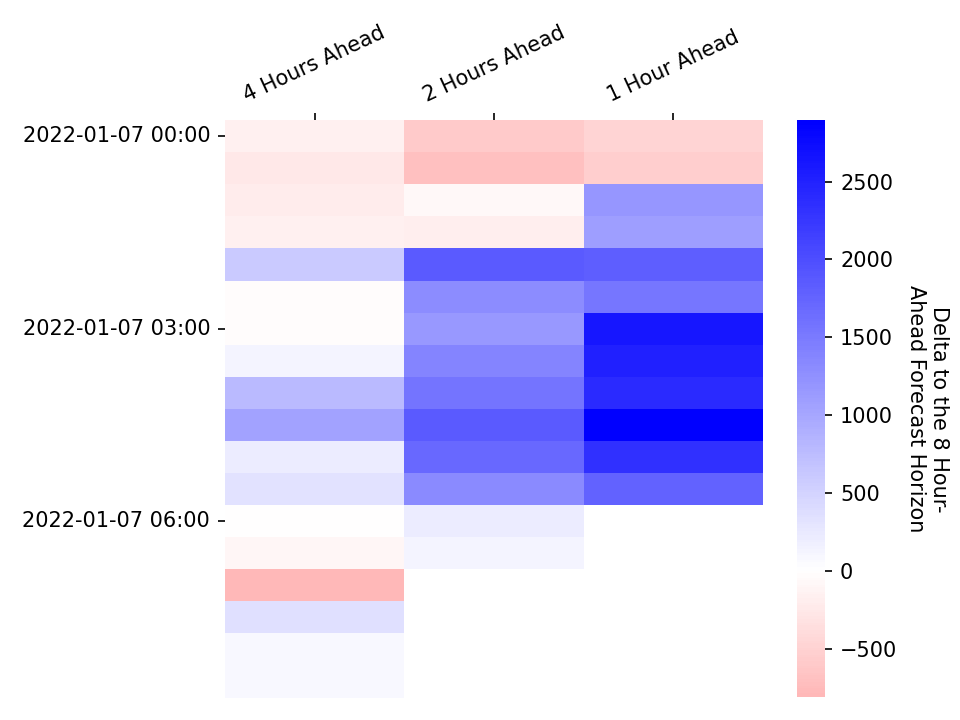 4 Hours Ahead
2 Hours Ahead
1 Hour Ahead
2022-01-07 00:00
2022-01-07 03:00
2022-01-07 06:00
2500
2000
1500
1000
500
0
−500
Delta to the 8 Hour-
Ahead Forecast Horizon